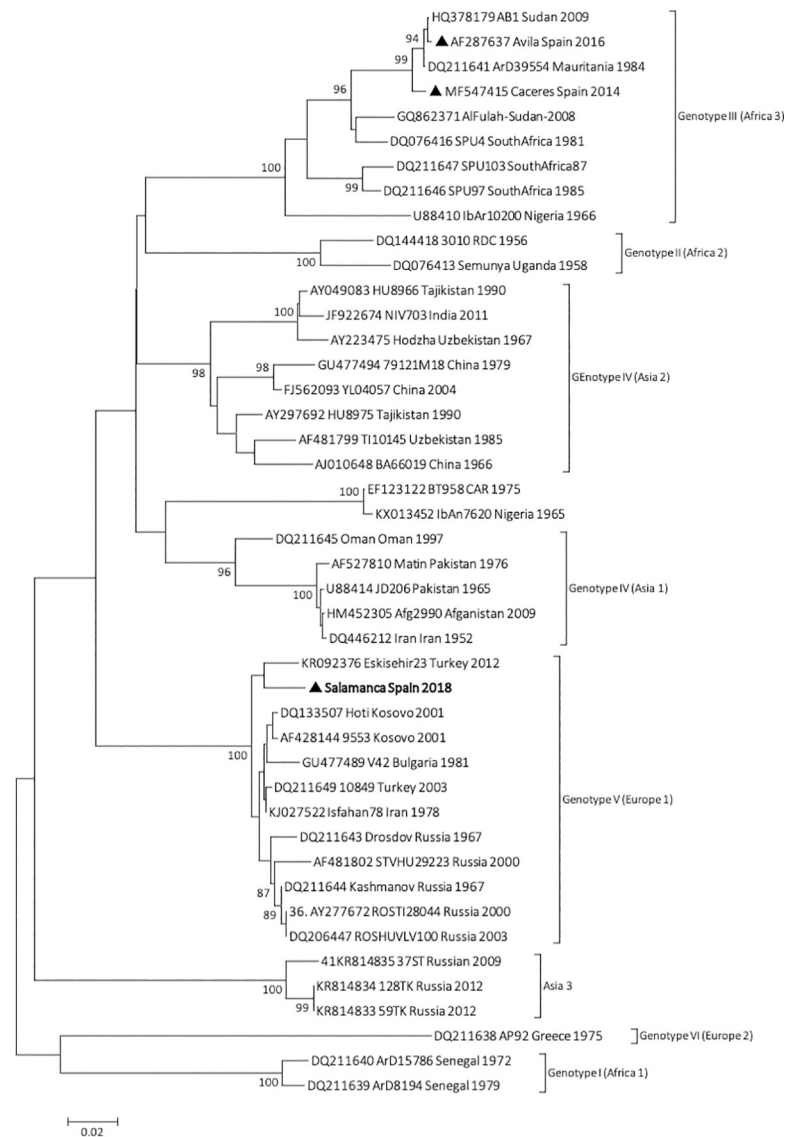 HQ378179 AB1 Sudan 2009
94
▲ AF287637 Avila Spain 2016
99
DQ211641 ArD39554 Mauritania 1984
96
▲ MF547415 Caceres Spain 2014
Genotype III (Africa 3)
GQ862371 AlFulah-Sudan-2008
DQ076416 SPU4 SouthAfrica 1981
100
DQ211647 SPU103 SouthAfrica87
99
DQ211646 SPU97 SouthAfrica 1985
U88410 IbAr10200 Nigeria 1966
DQ144418 3010 RDC 1956
Genotype II (Africa 2)
100
DQ076413 Semunya Uganda 1958
AY049083 HU8966 Tajikistan 1990
100
JF922674 NIV703 India 2011
AY223475 Hodzha Uzbekistan 1967
98
98
GU477494 79121M18 China 1979
GEnotype IV (Asia 2)
FJ562093 YL04057 China 2004
AY297692 HU8975 Tajikistan 1990
AF481799 TI10145 Uzbekistan 1985
AJ010648 BA66019 China 1966
100
EF123122 BT958 CAR 1975
KX013452 IbAn7620 Nigeria 1965
DQ211645 Oman Oman 1997
96
AF527810 Matin Pakistan 1976
100
U88414 JD206 Pakistan 1965
Genotype IV (Asia 1)
HM452305 Afg2990 Afganistan 2009
DQ446212 Iran Iran 1952
KR092376 Eskisehir23 Turkey 2012
▲ Salamanca Spain 2018
DQ133507 Hoti Kosovo 2001
AF428144 9553 Kosovo 2001
100
GU477489 V42 Bulgaria 1981
DQ211649 10849 Turkey 2003
Genotype V (Europe 1)
KJ027522 Isfahan78 Iran 1978
DQ211643 Drosdov Russia 1967
AF481802 STVHU29223 Russia 2000
87
DQ211644 Kashmanov Russia 1967
89
36. AY277672 ROSTI28044 Russia 2000
DQ206447 ROSHUVLV100 Russia 2003
41KR814835 37ST Russian 2009
100
KR814834 128TK Russia 2012
Asia 3
99
KR814833 59TK Russia 2012
DQ211638 AP92 Greece 1975
Genotype VI (Europe 2)
DQ211640 ArD15786 Senegal 1972
Genotype I (Africa 1)
100
DQ211639 ArD8194 Senegal 1979
0.02